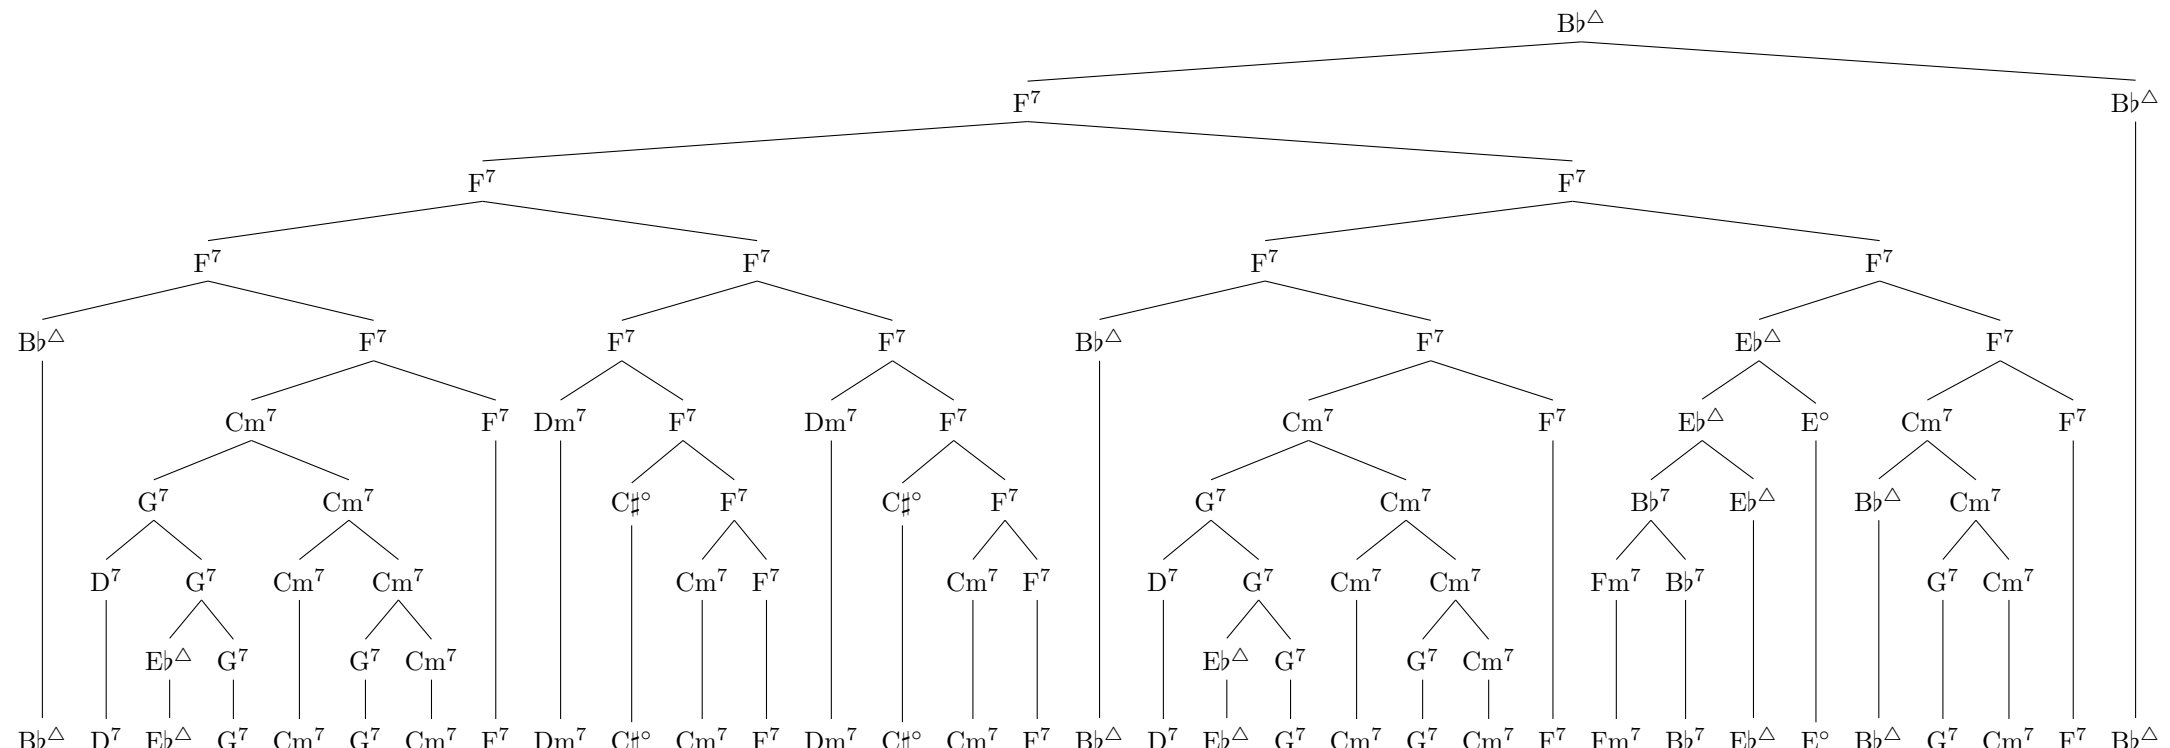 B♭△
F⁷ B♭△
F⁷ F⁷
F⁷ F⁷ F⁷ F⁷
B♭△ F⁷ F⁷ F⁷ B♭△ F⁷ E♭△ F⁷
Cm⁷ F⁷ Dm⁷ F⁷ Dm⁷ F⁷ Cm⁷ F⁷ E♭△ E° Cm⁷ F⁷
G⁷ Cm⁷ C♯° F⁷ C♯° F⁷ G⁷ Cm⁷ B♭⁷ E♭△ B♭△ Cm⁷
D⁷ G⁷ Cm⁷ Cm⁷ Cm⁷ F⁷ Cm⁷ F⁷ D⁷ G⁷ Cm⁷ Cm⁷ Fm⁷ B♭⁷ G⁷ Cm⁷
E♭△ G⁷ G⁷ Cm⁷ E♭△ G⁷ G⁷ Cm⁷
B♭△ D⁷ E♭△ G⁷ Cm⁷ G⁷ Cm⁷ F⁷ Dm⁷ C♯° Cm⁷ F⁷ Dm⁷ C♯° Cm⁷ F⁷ B♭△ D⁷ E♭△ G⁷ Cm⁷ G⁷ Cm⁷ F⁷ Fm⁷ B♭⁷ E♭△ E° B♭△ G⁷ Cm⁷ F⁷ B♭△